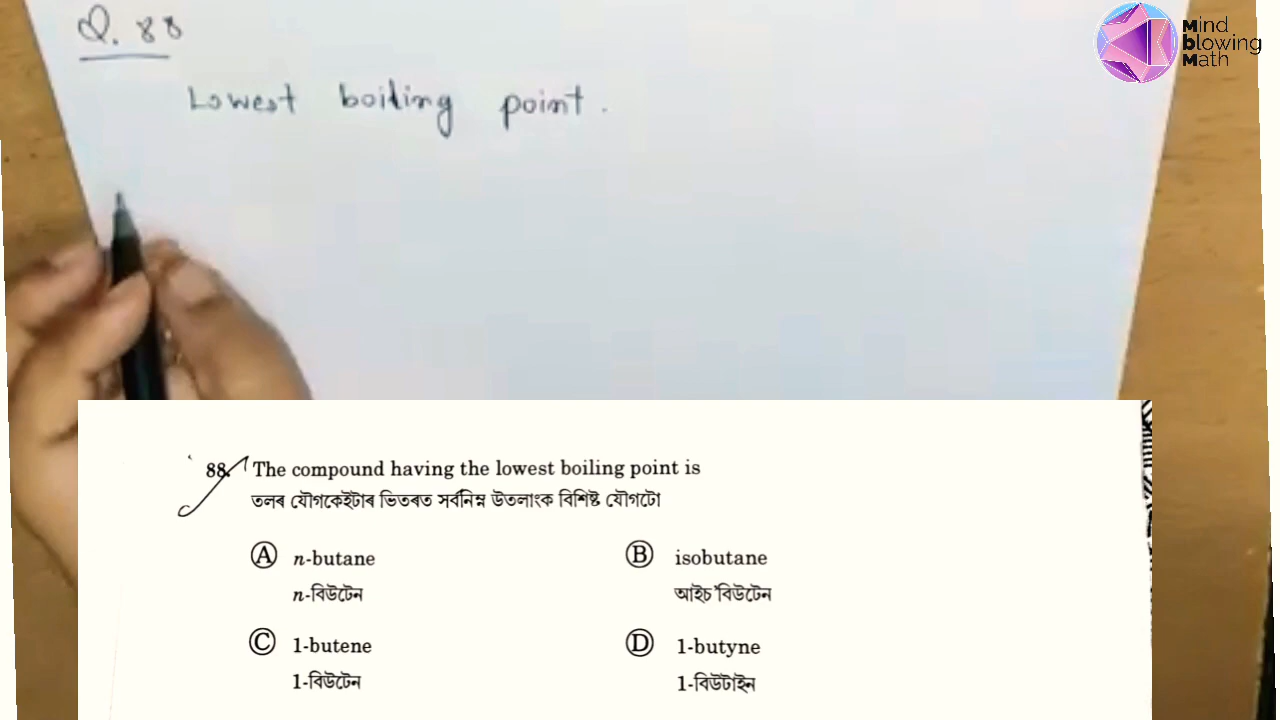 Q. 88
Mind
blowing
Math
Lowest boiling point.
88. The compound having the lowest boiling point is
তলৰ যৌগকেইটাৰ ভিতৰত সৰ্বনিম্ন উতলাংক বিশিষ্ট যৌগটো
Ⓐ n-butane
n-বিউটেন
Ⓑ isobutane
আইচ'বিউটেন
Ⓒ 1-butene
1-বিউটেন
Ⓓ 1-butyne
1-বিউটাইন